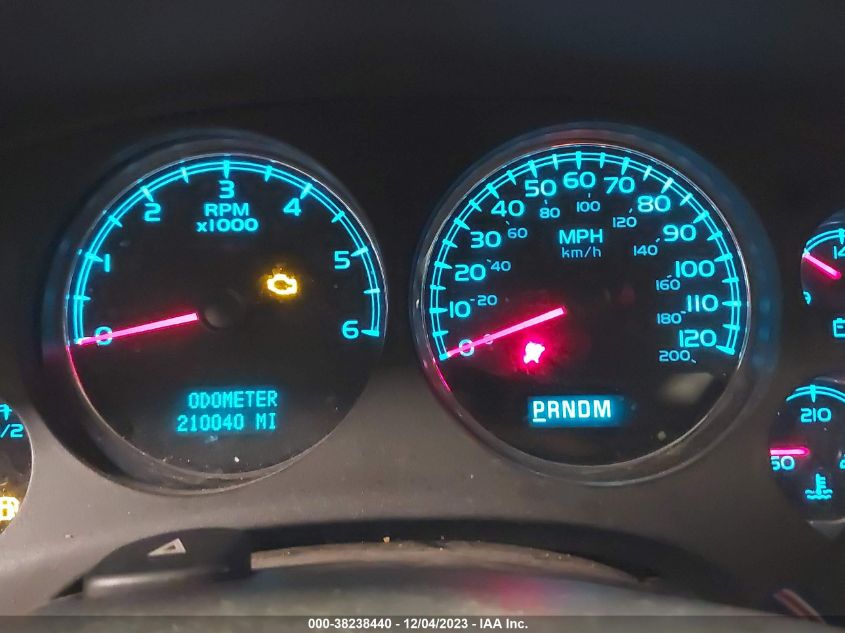 0 1 2 3 4 5 6
RPM
x1000
ODOMETER
210040 MI
0 10 20 30 40 50 60 70 80 90 100 110 120
0 20 40 60 80 100 120 140 160 180 200
MPH
km/h
PRNDM
/2
14
210
000-38238440 - 12/04/2023 - IAA Inc.